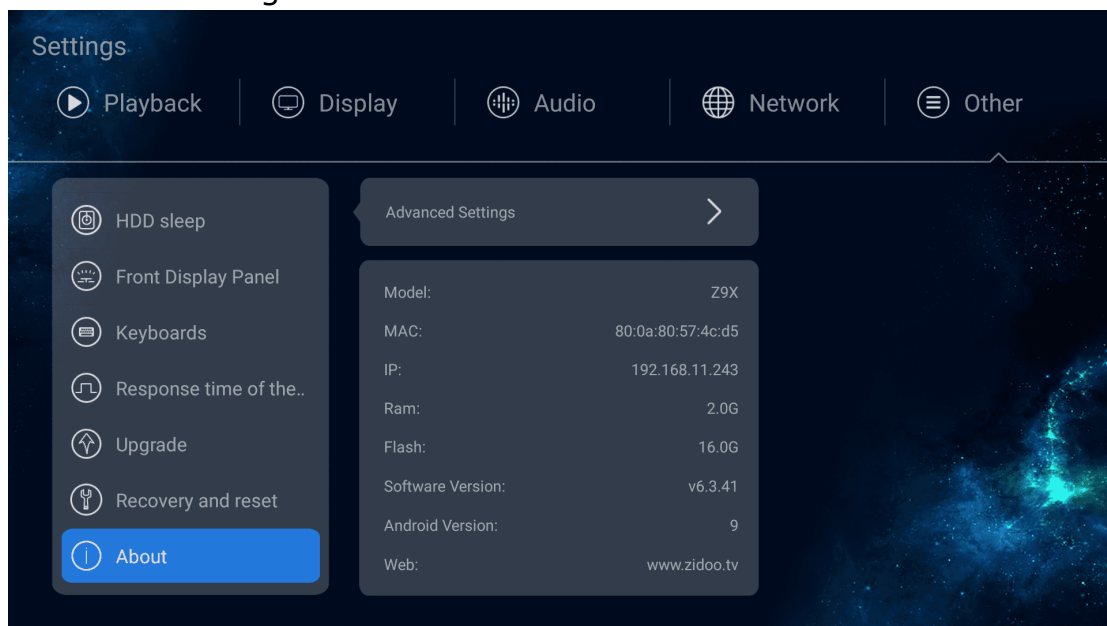 Settings
Playback
Display
Audio
Network
Other
HDD sleep
Front Display Panel
Keyboards
Response time of the..
Upgrade
Recovery and reset
About
Advanced Settings
Model: Z9X
MAC: 80:0a:80:57:4c:d5
IP: 192.168.11.243
Ram: 2.0G
Flash: 16.0G
Software Version: v6.3.41
Android Version: 9
Web: www.zidoo.tv